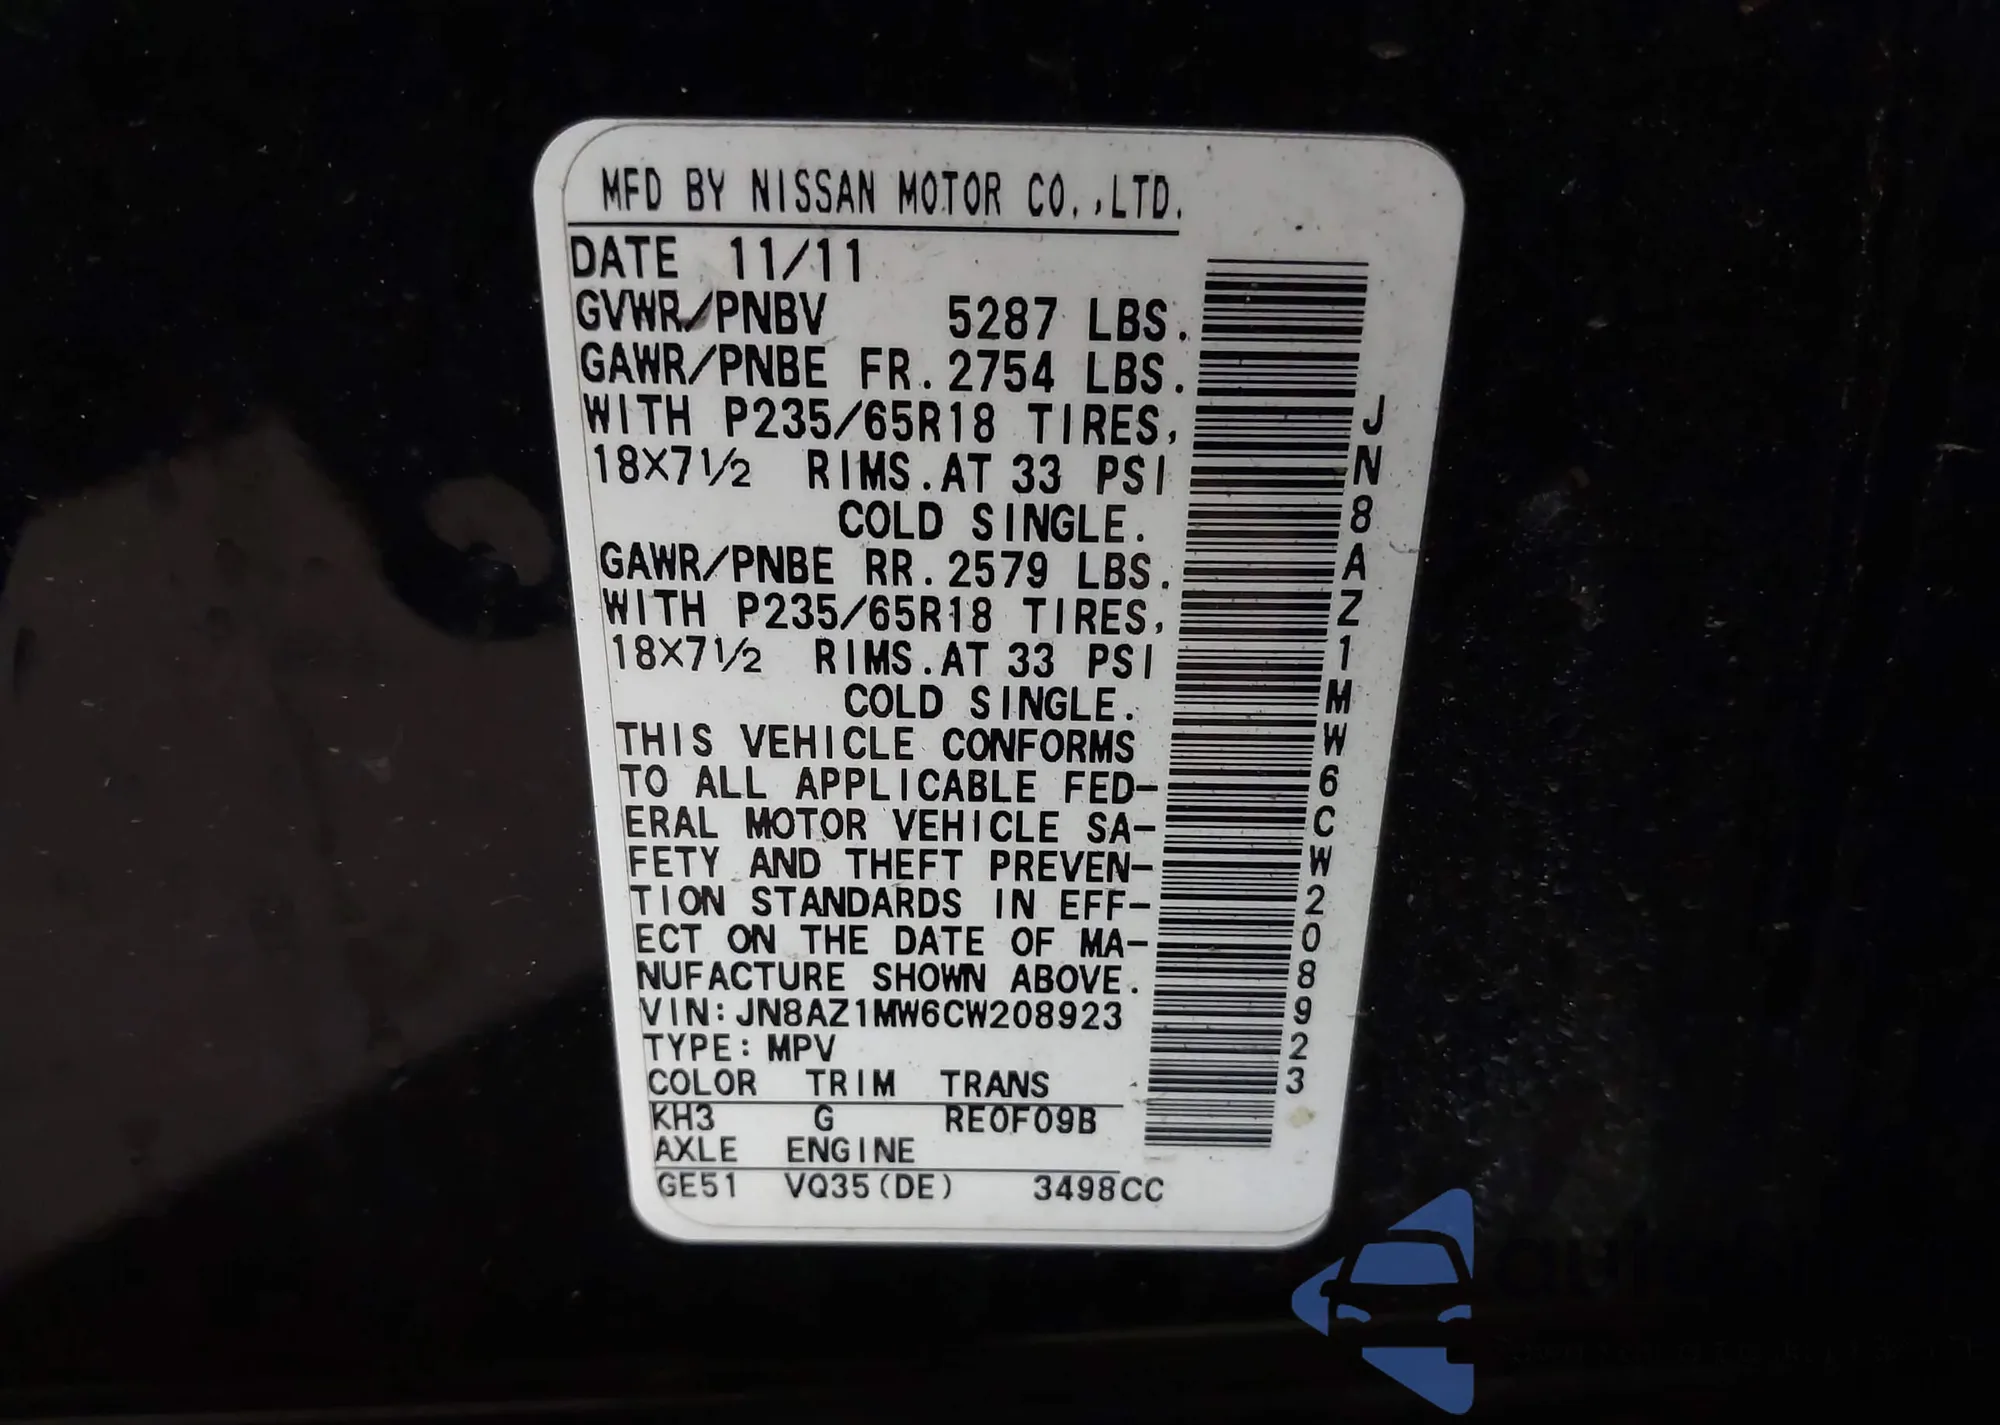 MFD BY NISSAN MOTOR CO.,LTD.
DATE 11/11
GVWR/PNBV 5287 LBS.
GAWR/PNBE FR. 2754 LBS.
WITH P235/65R18 TIRES,
18X7½ RIMS. AT 33 PSI
COLD SINGLE.
GAWR/PNBE RR. 2579 LBS.
WITH P235/65R18 TIRES,
18X7½ RIMS. AT 33 PSI
COLD SINGLE.
THIS VEHICLE CONFORMS
TO ALL APPLICABLE FED-
ERAL MOTOR VEHICLE SA-
FETY AND THEFT PREVEN-
TION STANDARDS IN EFF-
ECT ON THE DATE OF MA-
NUFACTURE SHOWN ABOVE.
VIN: JN8AZ1MW6CW208923
TYPE: MPV
COLOR TRIM TRANS
KH3 G RE0F09B
AXLE ENGINE
GE51 VQ35(DE) 3498CC
JN8AZ1MW6CW208923